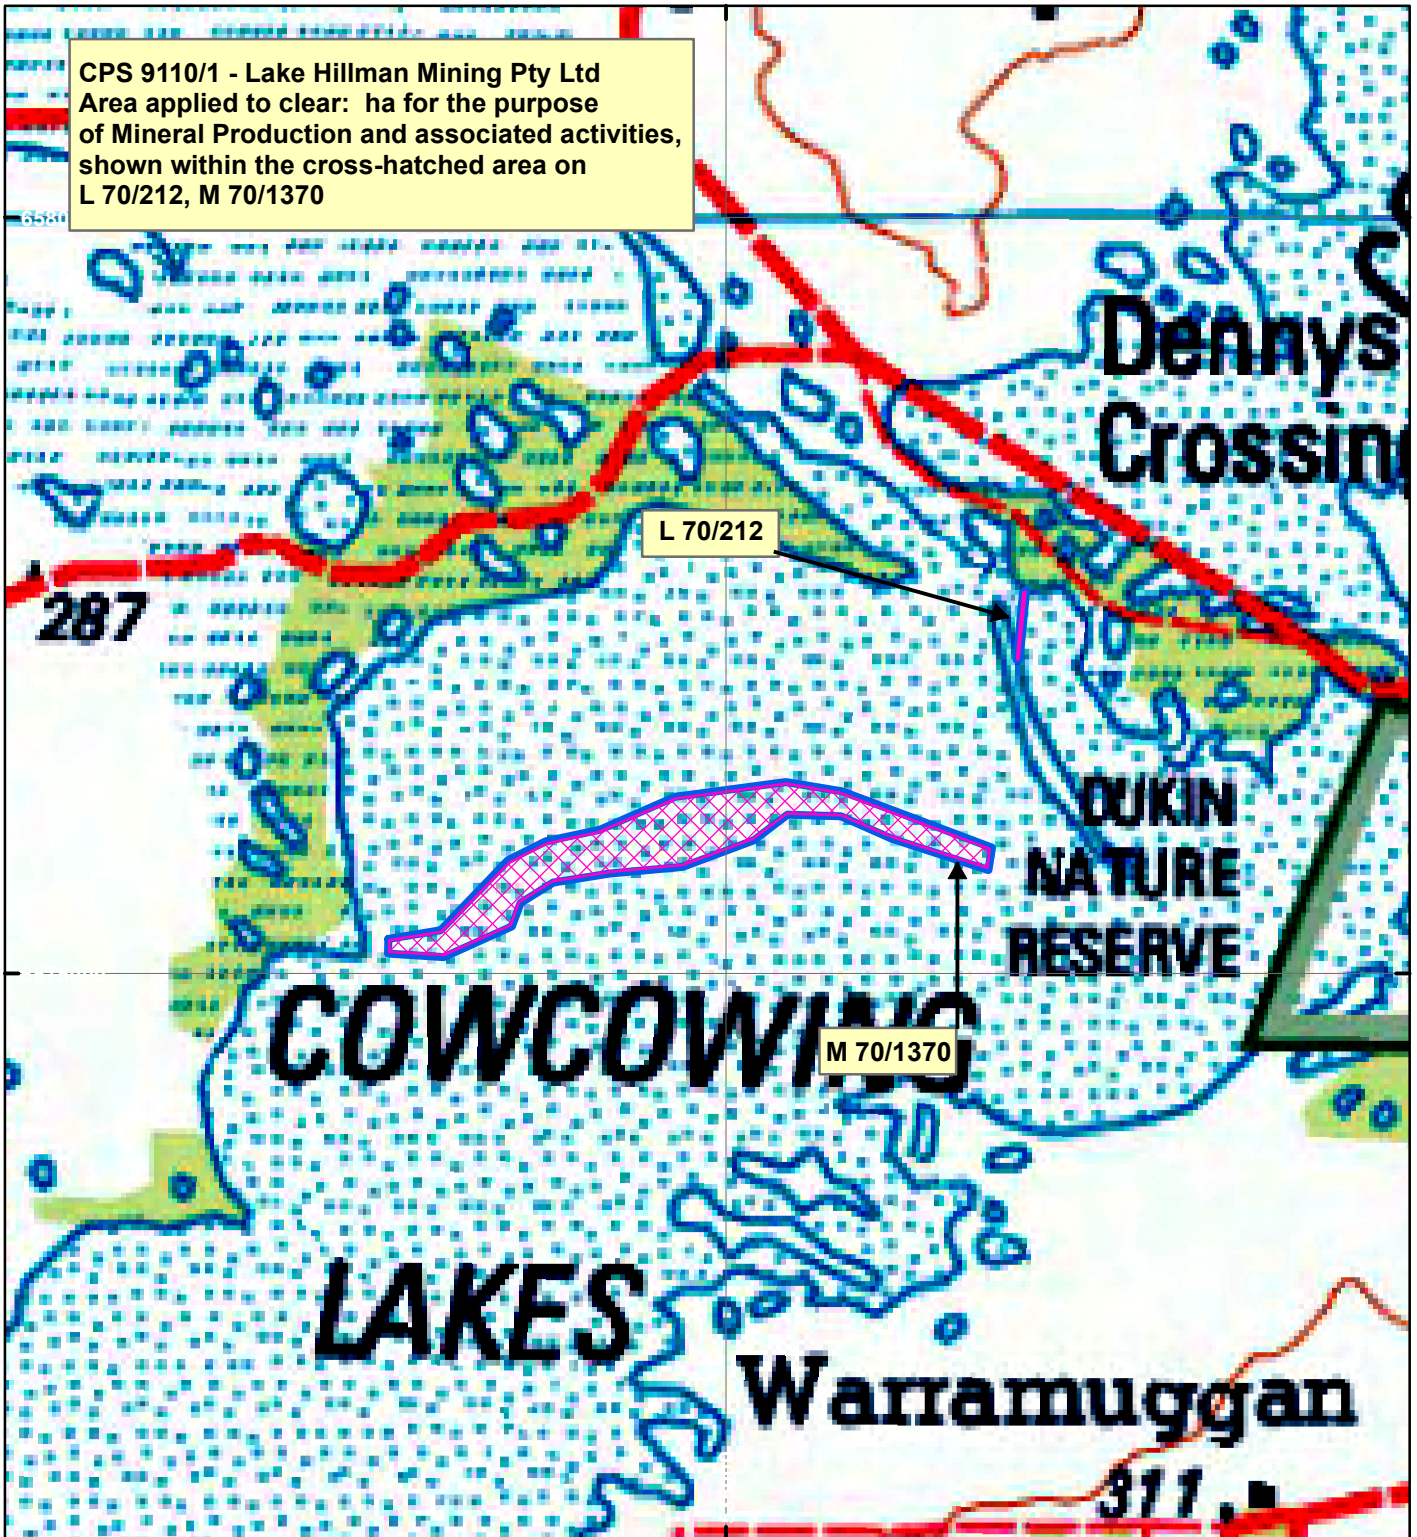 CPS 9110/1 - Lake Hillman Mining Pty Ltd
Area applied to clear:  ha for the purpose
of Mineral Production and associated activities,
shown within the cross-hatched area on
L 70/212, M 70/1370
6580
Dennys
L 70/212
287
DUKIN
NATURE
RESERVE
COWCOWING
M 70/1370
LAKES
Warramuggan
311